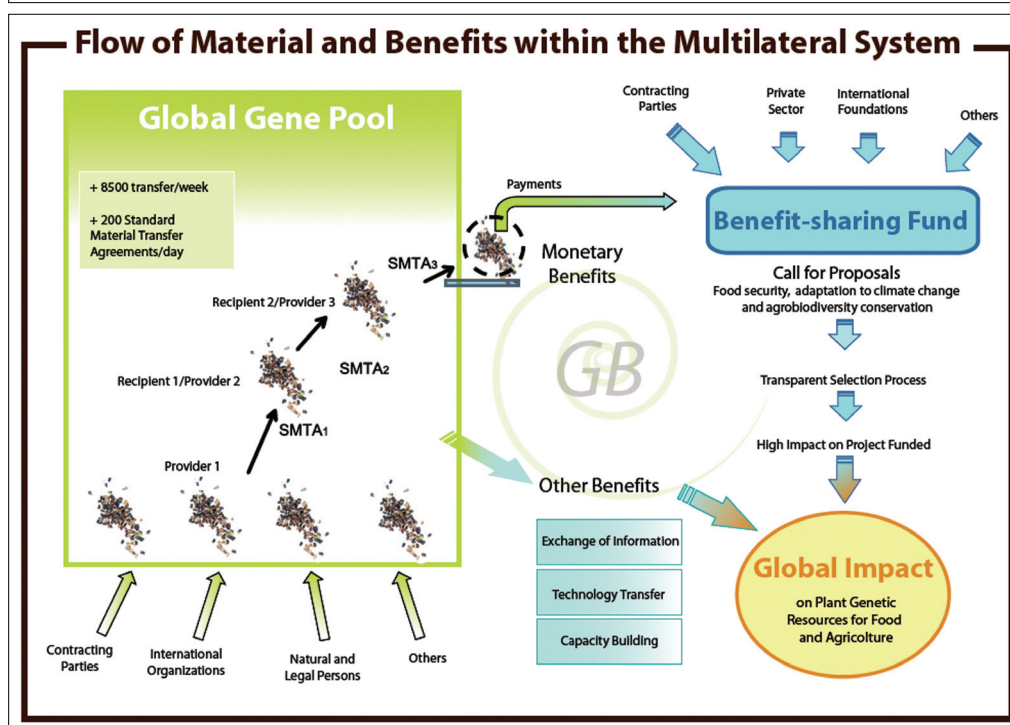 Flow of Material and Benefits within the Multilateral System
Global Gene Pool
+ 8500 transfer/week
+ 200 Standard
Material Transfer
Agreements/day
Provider 1
SMTA1
Recipient 1/Provider 2
SMTA2
Recipient 2/Provider 3
SMTA3
Contracting
Parties
International
Organizations
Natural and
Legal Persons
Others
Payments
Monetary
Benefits
GB
Other Benefits
Exchange of Information
Technology Transfer
Capacity Building
Contracting
Parties
Private
Sector
International
Foundations
Others
Benefit-sharing Fund
Call for Proposals
Food security, adaptation to climate change
and agrobiodiversity conservation
Transparent Selection Process
High Impact on Project Funded
Global Impact
on Plant Genetic
Resources for Food
and Agricolture